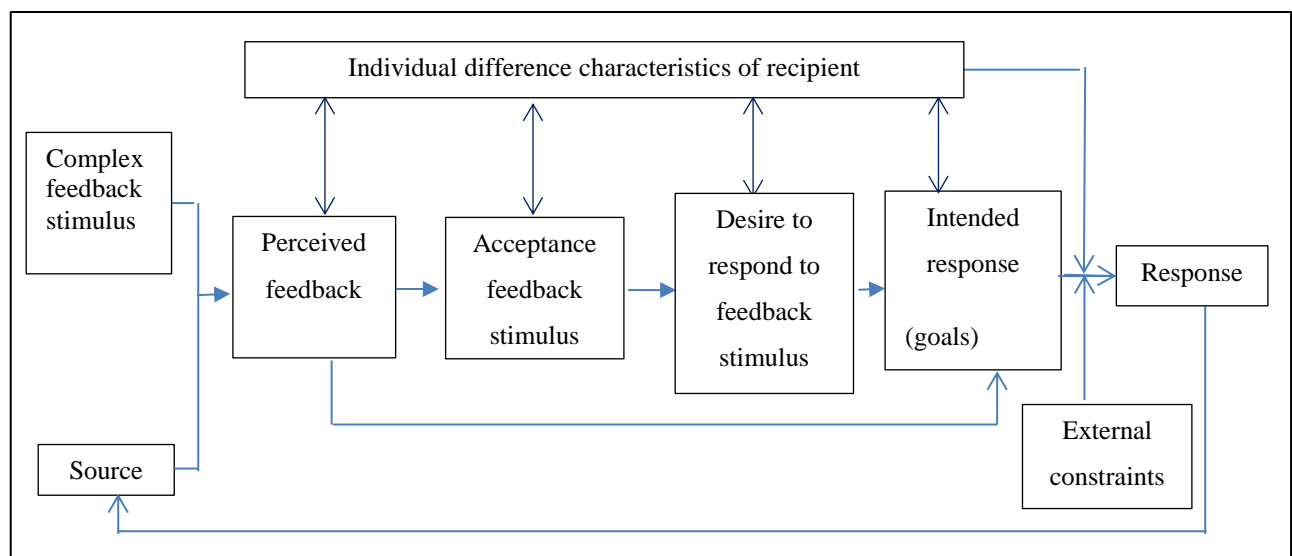 Individual difference characteristics of recipient
Complex
feedback
stimulus
Perceived
feedback
Acceptance
feedback
stimulus
Desire to
respond to
feedback
stimulus
Intended
response
(goals)
Response
External
constraints
Source